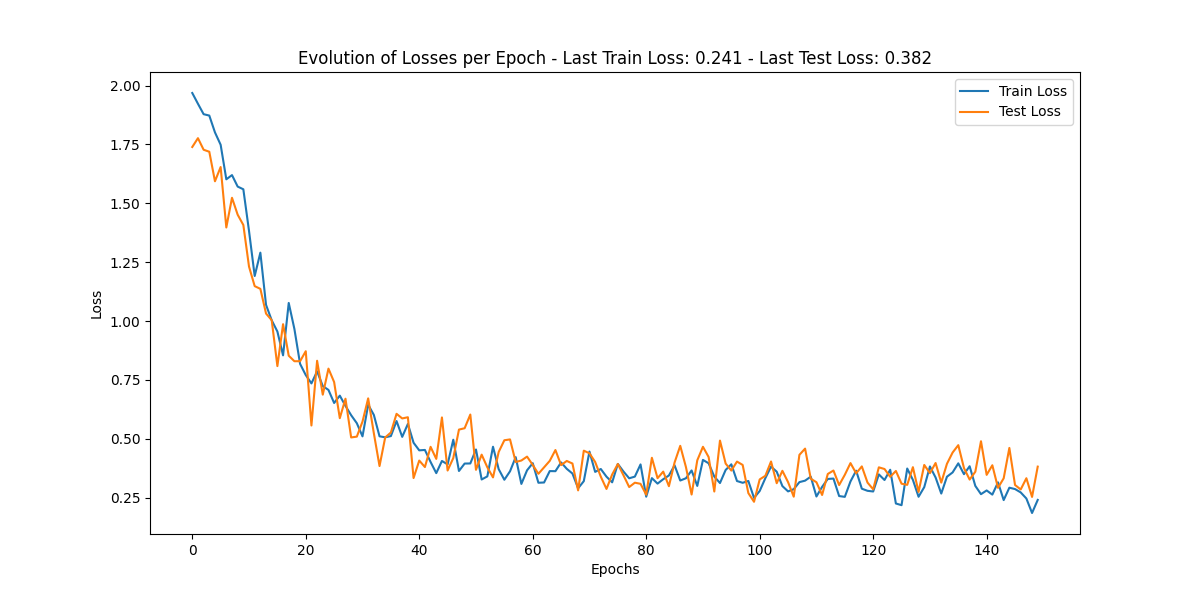 Evolution of Losses per Epoch - Last Train Loss: 0.241 - Last Test Loss: 0.382
Train Loss
Test Loss
2.00
1.75
1.50
1.25
1.00
0.75
0.50
0.25
Loss
0 20 40 60 80 100 120 140
Epochs